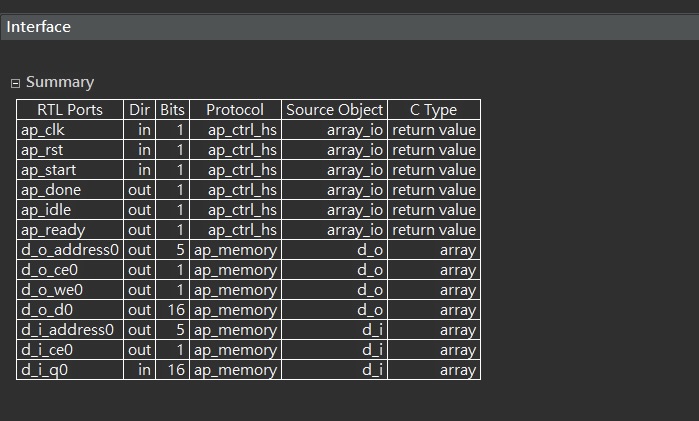 Interface
Summary
RTL Ports Dir Bits Protocol Source Object C Type
ap_clk in 1 ap_ctrl_hs array_io return value
ap_rst in 1 ap_ctrl_hs array_io return value
ap_start in 1 ap_ctrl_hs array_io return value
ap_done out 1 ap_ctrl_hs array_io return value
ap_idle out 1 ap_ctrl_hs array_io return value
ap_ready out 1 ap_ctrl_hs array_io return value
d_o_address0 out 5 ap_memory d_o array
d_o_ce0 out 1 ap_memory d_o array
d_o_we0 out 1 ap_memory d_o array
d_o_d0 out 16 ap_memory d_o array
d_i_address0 out 5 ap_memory d_i array
d_i_ce0 out 1 ap_memory d_i array
d_i_q0 in 16 ap_memory d_i array